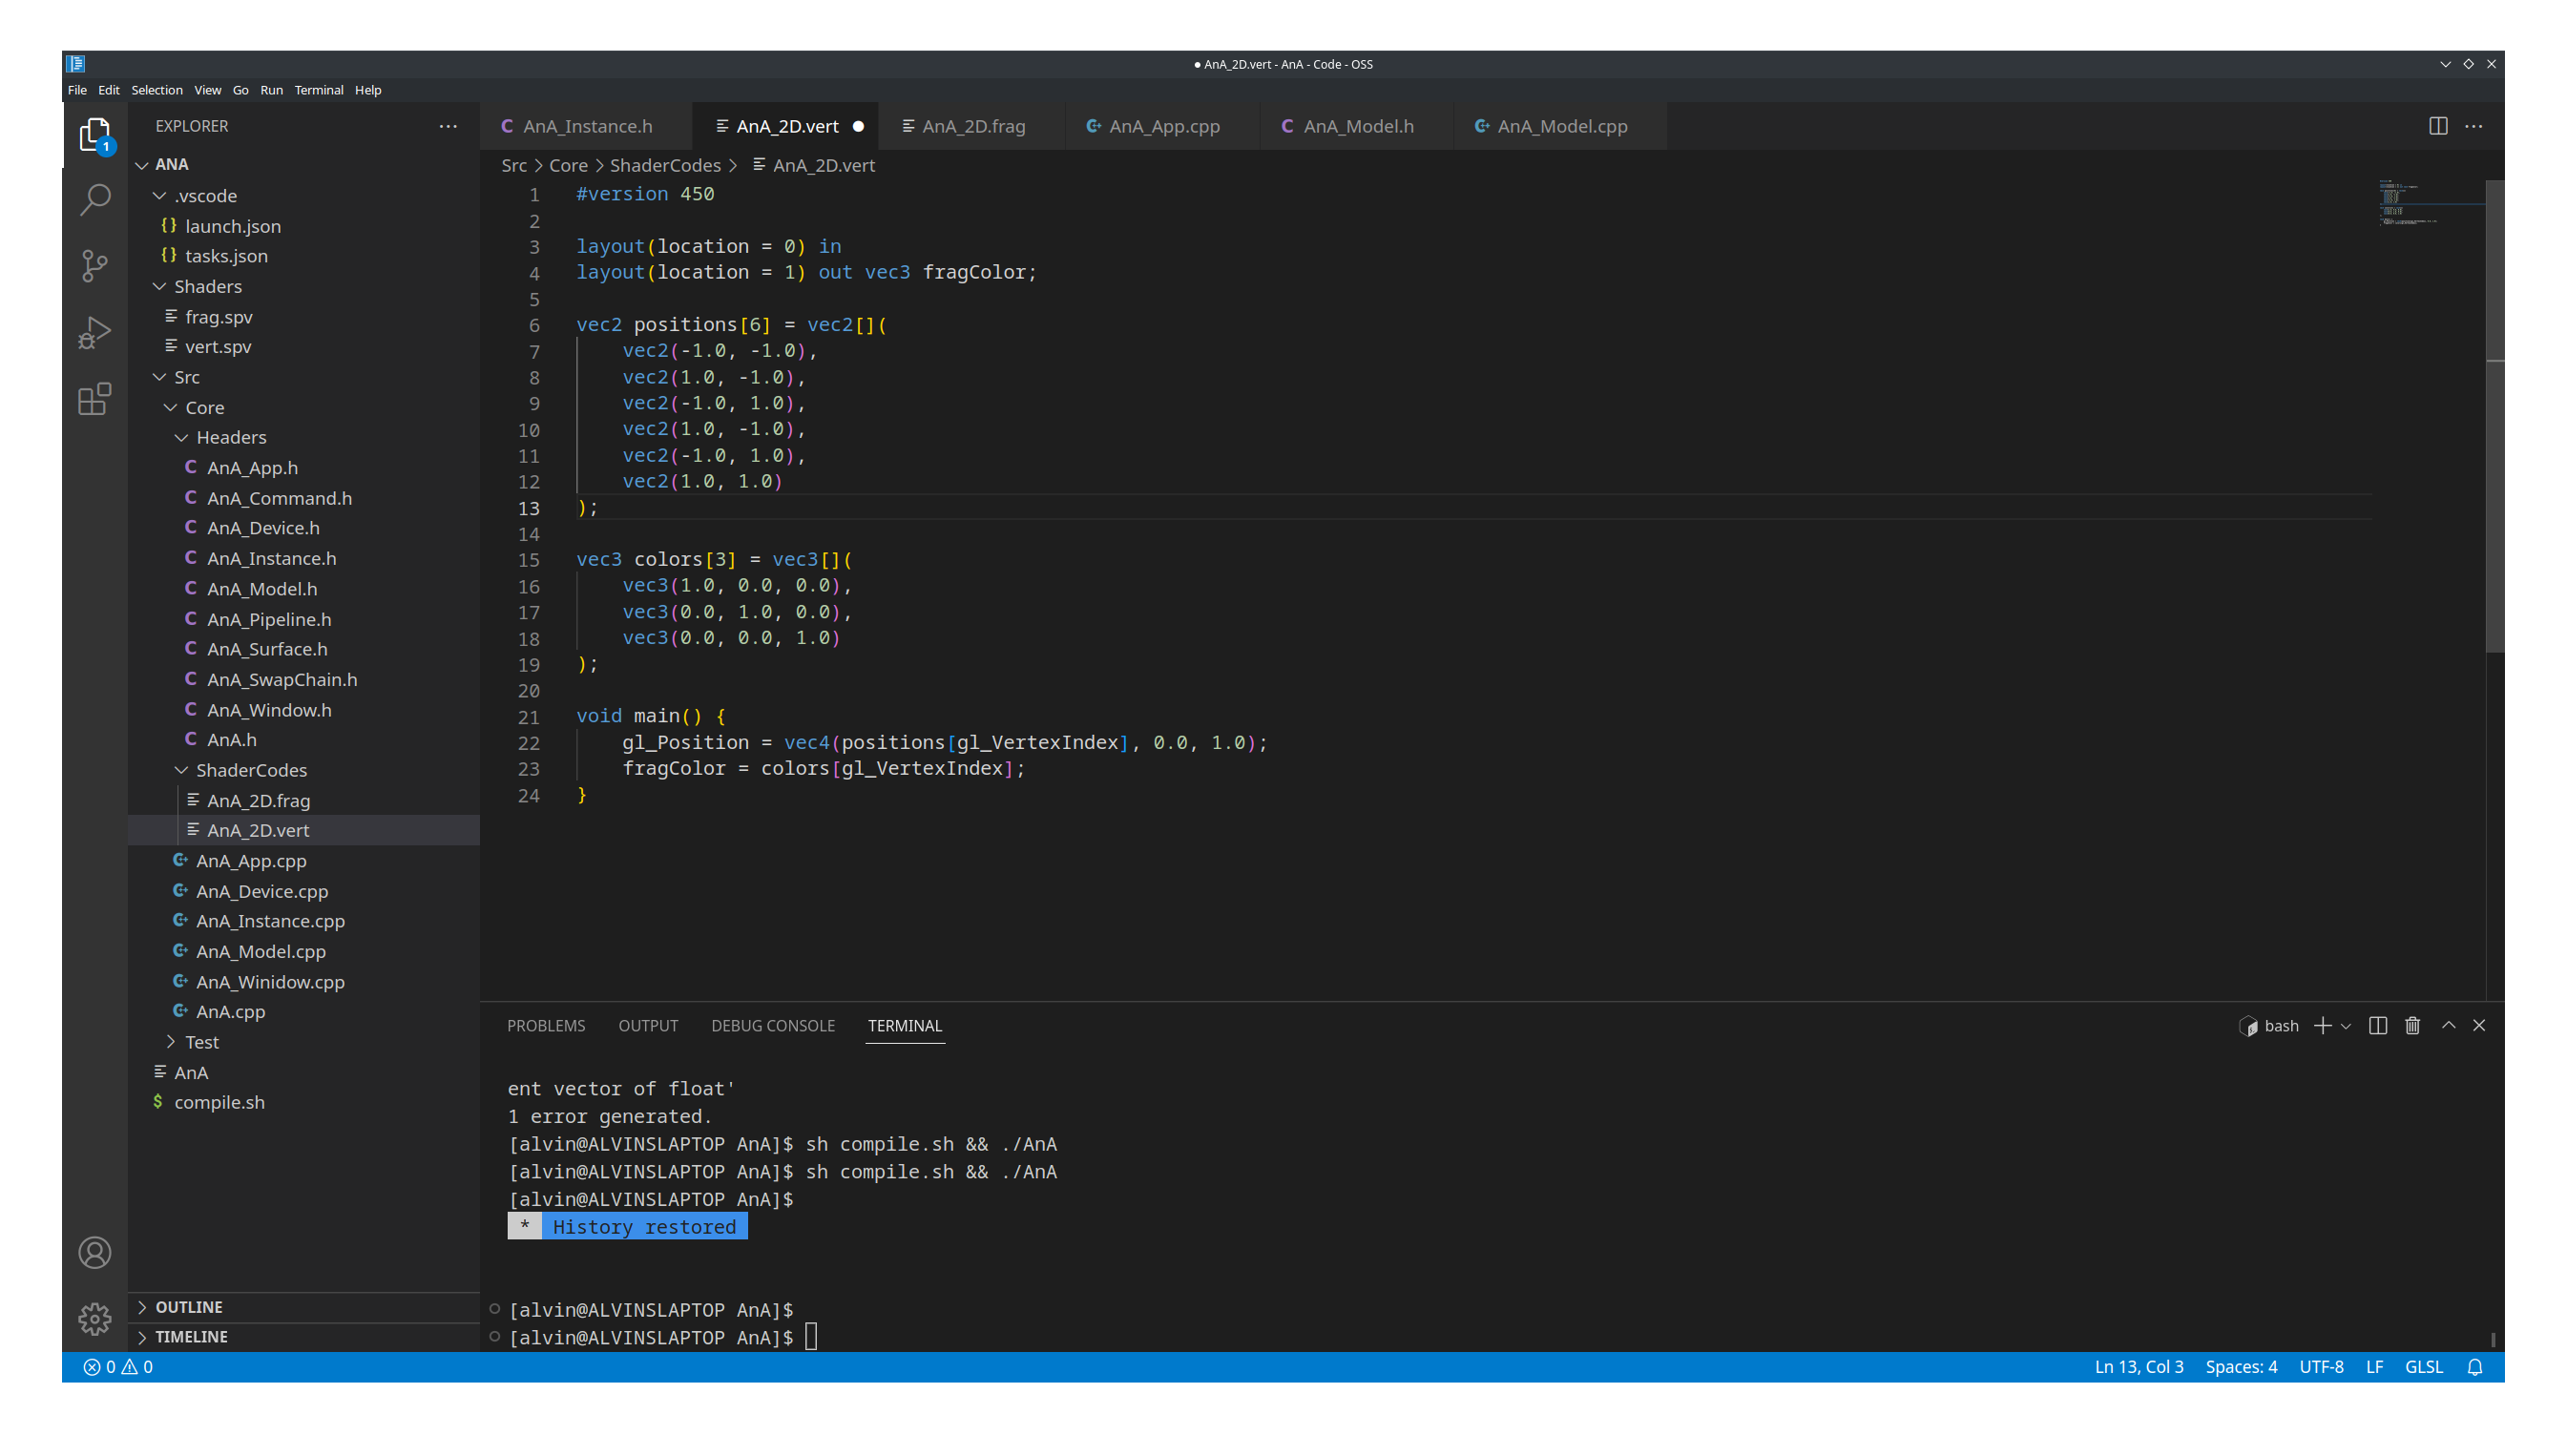 ● AnA_2D.vert - AnA - Code - OSS
File Edit Selection View Go Run Terminal Help
1
EXPLORER
ANA
.vscode
{} launch.json
{} tasks.json
Shaders
frag.spv
vert.spv
Src
Core
Headers
C AnA_App.h
C AnA_Command.h
C AnA_Device.h
C AnA_Instance.h
C AnA_Model.h
C AnA_Pipeline.h
C AnA_Surface.h
C AnA_SwapChain.h
C AnA_Window.h
C AnA.h
ShaderCodes
AnA_2D.frag
AnA_2D.vert
C+ AnA_App.cpp
C+ AnA_Device.cpp
C+ AnA_Instance.cpp
C+ AnA_Model.cpp
C+ AnA_Winidow.cpp
C+ AnA.cpp
Test
AnA
$ compile.sh
OUTLINE
TIMELINE
C AnA_Instance.h AnA_2D.vert ● AnA_2D.frag C+ AnA_App.cpp C AnA_Model.h C+ AnA_Model.cpp
Src > Core > ShaderCodes > AnA_2D.vert
1 #version 450
2
3 layout(location = 0) in
4 layout(location = 1) out vec3 fragColor;
5
6 vec2 positions[6] = vec2[](
7 vec2(-1.0, -1.0),
8 vec2(1.0, -1.0),
9 vec2(-1.0, 1.0),
10 vec2(1.0, -1.0),
11 vec2(-1.0, 1.0),
12 vec2(1.0, 1.0)
13 );
14
15 vec3 colors[3] = vec3[](
16 vec3(1.0, 0.0, 0.0),
17 vec3(0.0, 1.0, 0.0),
18 vec3(0.0, 0.0, 1.0)
19 );
20
21 void main() {
22 gl_Position = vec4(positions[gl_VertexIndex], 0.0, 1.0);
23 fragColor = colors[gl_VertexIndex];
24 }
PROBLEMS OUTPUT DEBUG CONSOLE TERMINAL
bash
ent vector of float'
1 error generated.
[alvin@ALVINSLAPTOP AnA]$ sh compile.sh && ./AnA
[alvin@ALVINSLAPTOP AnA]$ sh compile.sh && ./AnA
[alvin@ALVINSLAPTOP AnA]$
* History restored
[alvin@ALVINSLAPTOP AnA]$
[alvin@ALVINSLAPTOP AnA]$
0 0
Ln 13, Col 3 Spaces: 4 UTF-8 LF GLSL